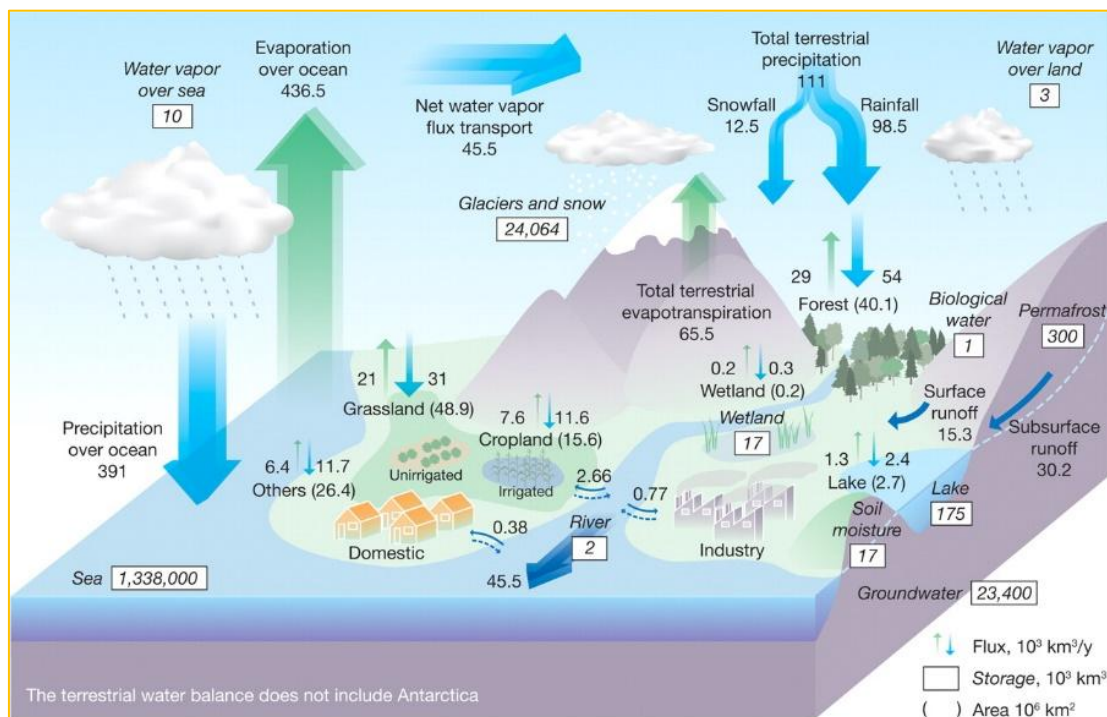 Evaporation
over ocean
436.5
Water vapor
over sea
10
Net water vapor
flux transport
45.5
Total terrestrial
precipitation
111
Snowfall
12.5
Rainfall
98.5
Water vapor
over land
3
Glaciers and snow
24,064
Total terrestrial
evapotranspiration
65.5
29
54
Forest (40.1)
Biological
water
1
Permafrost
300
0.2
0.3
Wetland (0.2)
Wetland
17
Surface
runoff
15.3
Subsurface
runoff
30.2
21
31
Grassland (48.9)
7.6
11.6
Cropland (15.6)
Unirrigated
Irrigated
Precipitation
over ocean
391
6.4
11.7
Others (26.4)
2.66
0.77
1.3
2.4
Lake (2.7)
Lake
175
Soil
moisture
17
0.38
Domestic
River
2
Industry
45.5
Sea 1,338,000
Groundwater 23,400
Flux, 10³ km³/y
Storage, 10³ km³
( ) Area 10⁶ km²
The terrestrial water balance does not include Antarctica